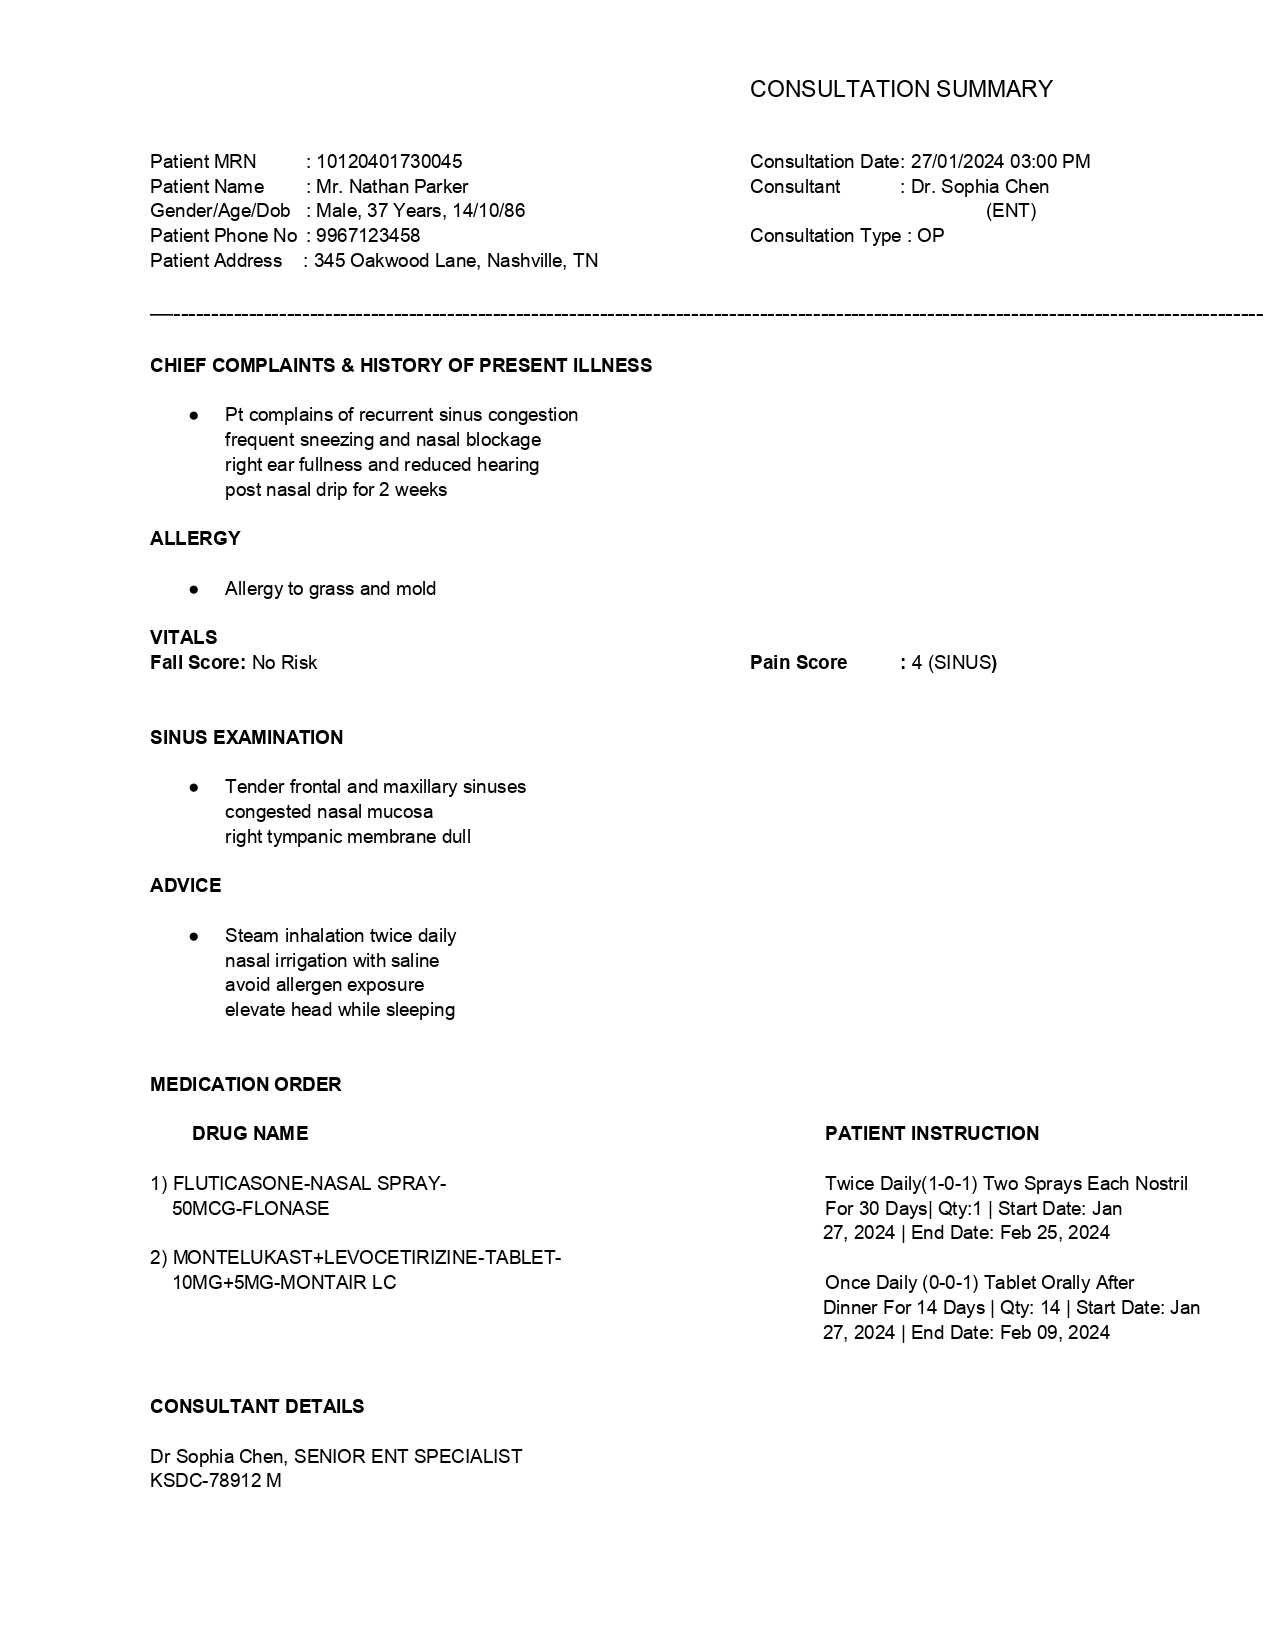 CONSULTATION SUMMARY
Patient MRN : 10120401730045 Consultation Date: 27/01/2024 03:00 PM
Patient Name : Mr. Nathan Parker Consultant : Dr. Sophia Chen
Gender/Age/Dob : Male, 37 Years, 14/10/86 (ENT)
Patient Phone No : 9967123458 Consultation Type : OP
Patient Address : 345 Oakwood Lane, Nashville, TN
CHIEF COMPLAINTS & HISTORY OF PRESENT ILLNESS
● Pt complains of recurrent sinus congestion
frequent sneezing and nasal blockage
right ear fullness and reduced hearing
post nasal drip for 2 weeks
ALLERGY
● Allergy to grass and mold
VITALS
Fall Score: No Risk Pain Score : 4 (SINUS)
SINUS EXAMINATION
● Tender frontal and maxillary sinuses
congested nasal mucosa
right tympanic membrane dull
ADVICE
● Steam inhalation twice daily
nasal irrigation with saline
avoid allergen exposure
elevate head while sleeping
MEDICATION ORDER
DRUG NAME PATIENT INSTRUCTION
1) FLUTICASONE-NASAL SPRAY- Twice Daily(1-0-1) Two Sprays Each Nostril
50MCG-FLONASE For 30 Days| Qty:1 | Start Date: Jan
27, 2024 | End Date: Feb 25, 2024
2) MONTELUKAST+LEVOCETIRIZINE-TABLET-
10MG+5MG-MONTAIR LC Once Daily (0-0-1) Tablet Orally After
Dinner For 14 Days | Qty: 14 | Start Date: Jan
27, 2024 | End Date: Feb 09, 2024
CONSULTANT DETAILS
Dr Sophia Chen, SENIOR ENT SPECIALIST
KSDC-78912 M